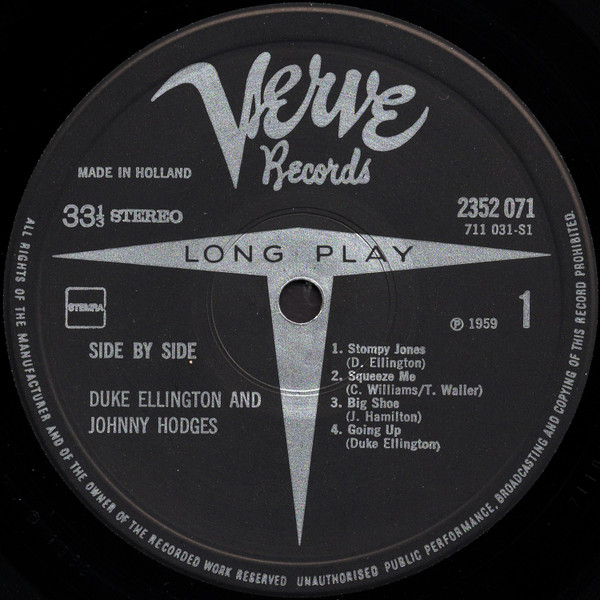 Verve
Records
MADE IN HOLLAND
33⅓ STEREO
2352 071
711 031-S1
LONG PLAY
STEMRA
℗ 1959
1
SIDE BY SIDE
DUKE ELLINGTON AND
JOHNNY HODGES
1. Stompy Jones
(D. Ellington)
2. Squeeze Me
(C. Williams/T. Waller)
3. Big Shoe
(J. Hamilton)
4. Going Up
(Duke Ellington)
ALL RIGHTS OF THE MANUFACTURER AND OF THE OWNER OF THE RECORDED WORK RESERVED UNAUTHORISED PUBLIC PERFORMANCE, BROADCASTING AND COPYING OF THIS RECORD PROHIBITED.